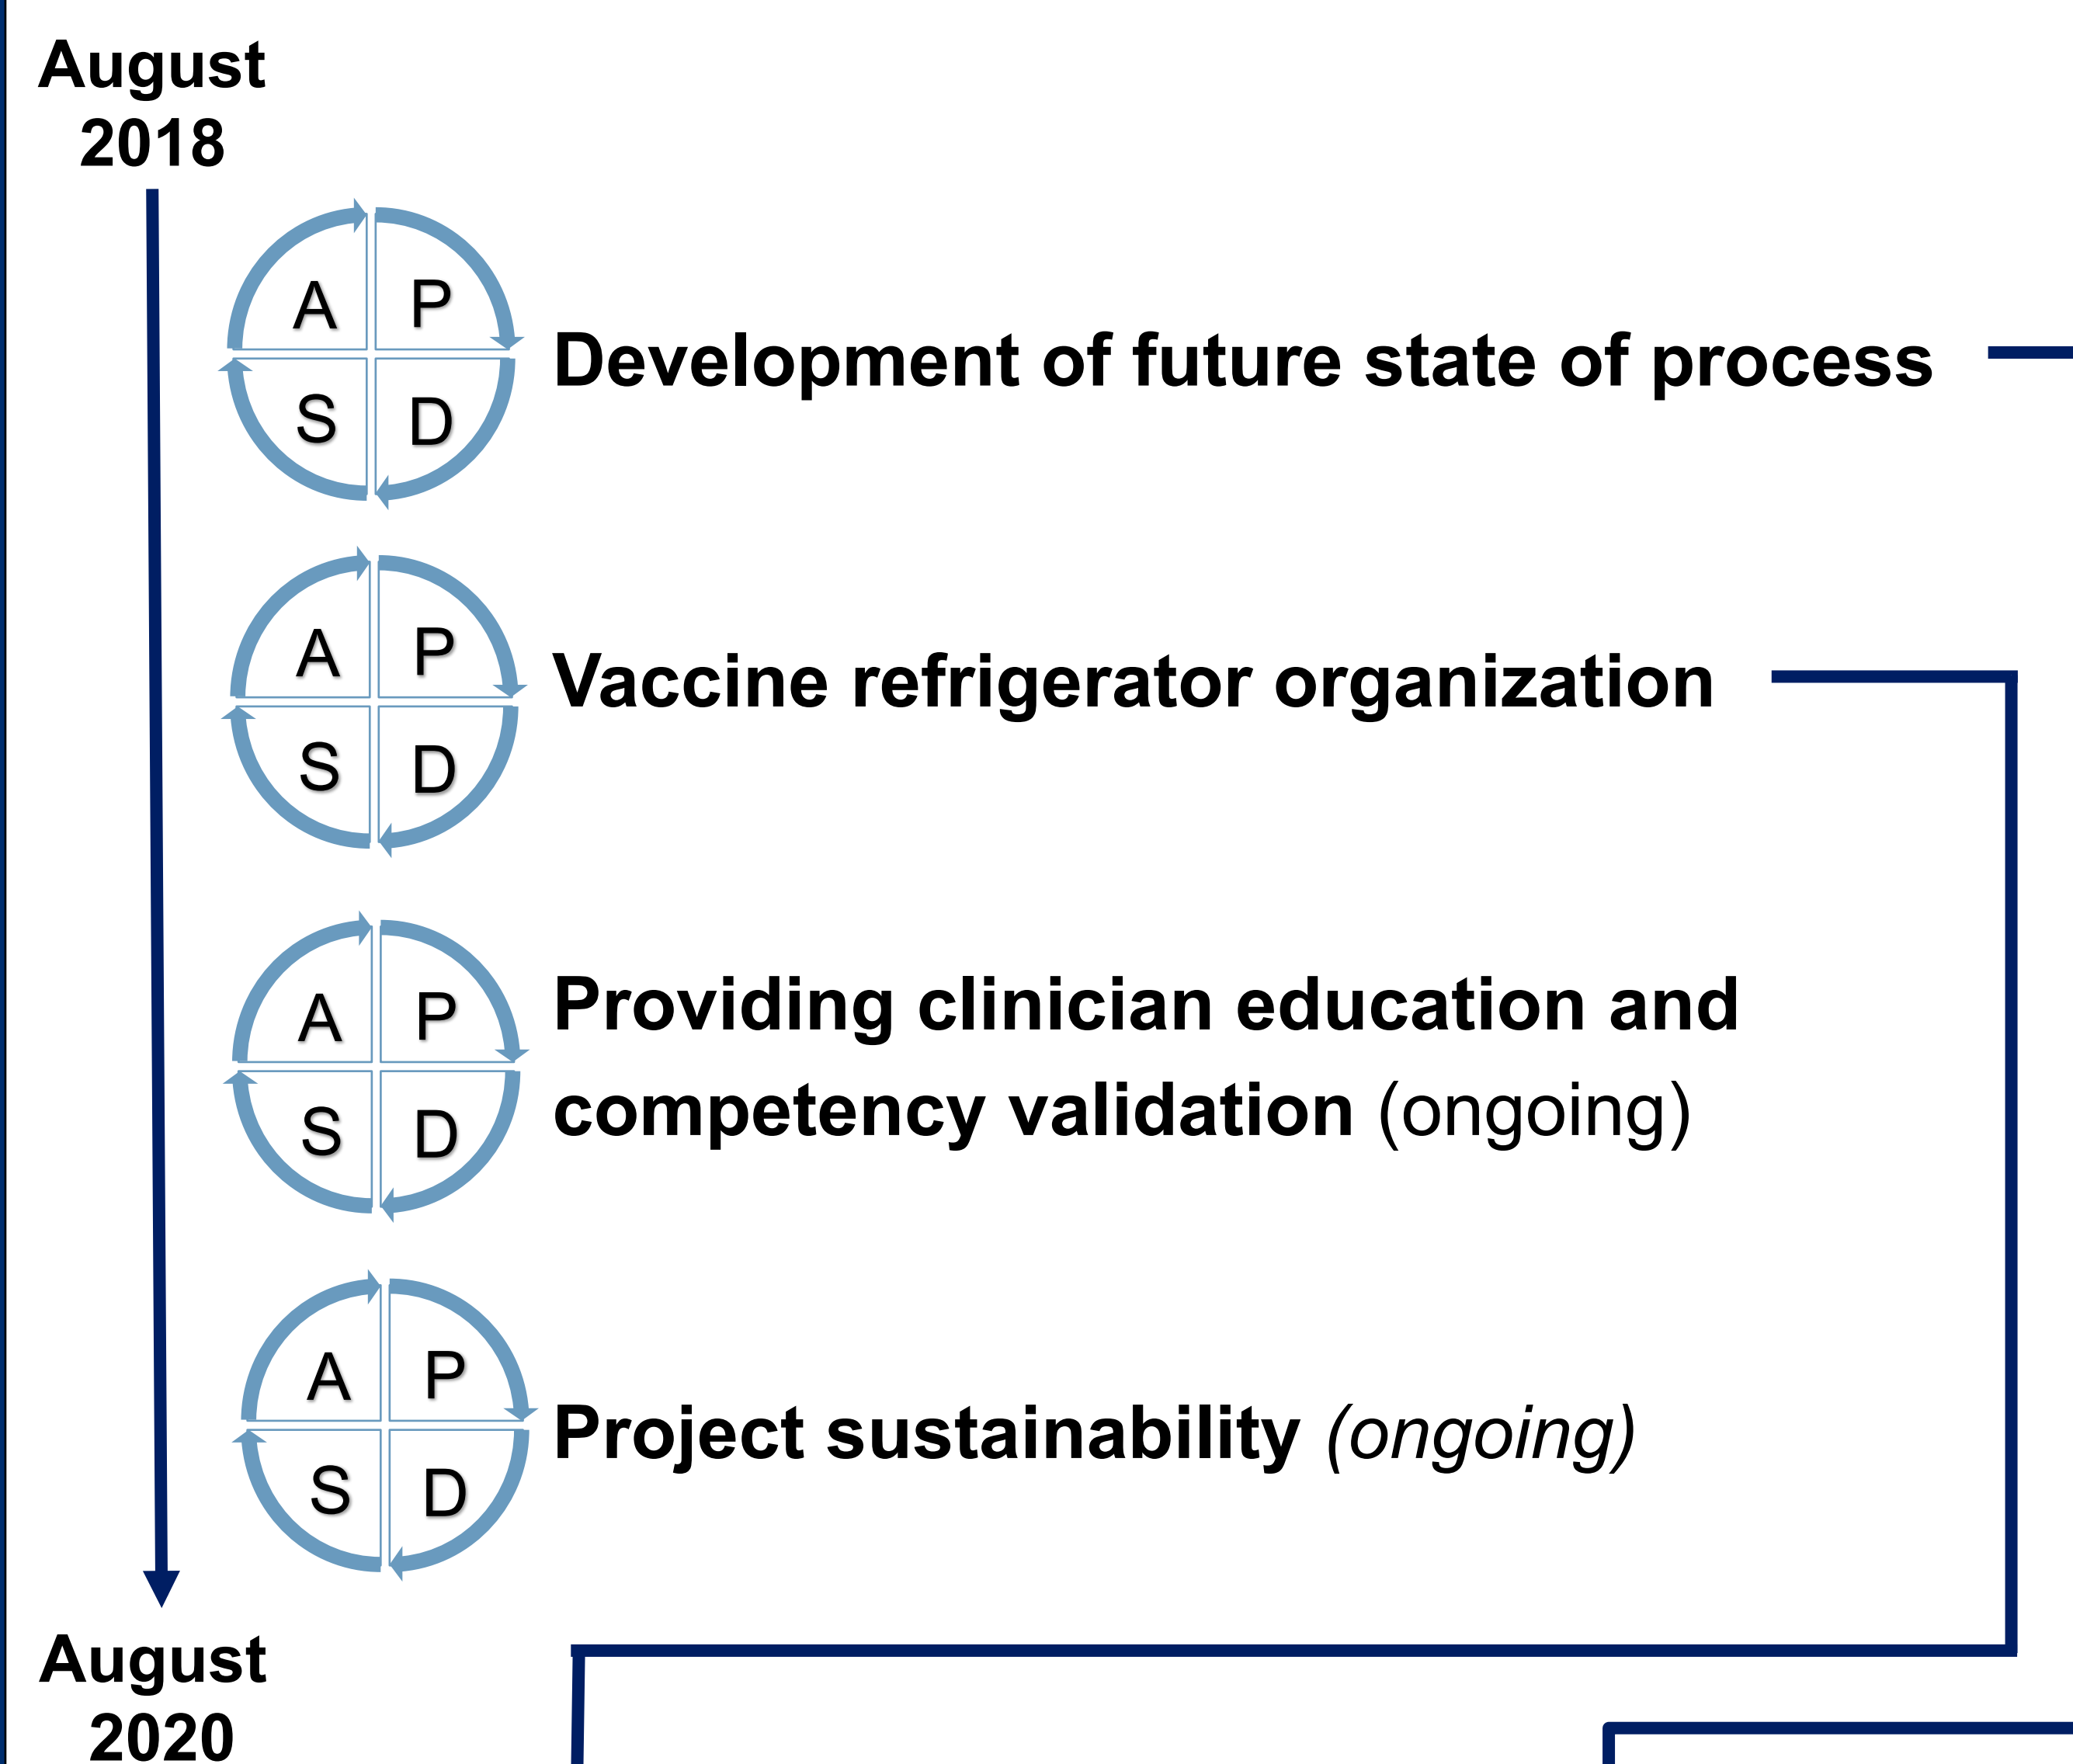 August
2018
A P
S D
Development of future state of process
A P
S D
Vaccine refrigerator organization
A P
S D
Providing clinician education and
competency validation (ongoing)
A P
S D
Project sustainability (ongoing)
August
2020